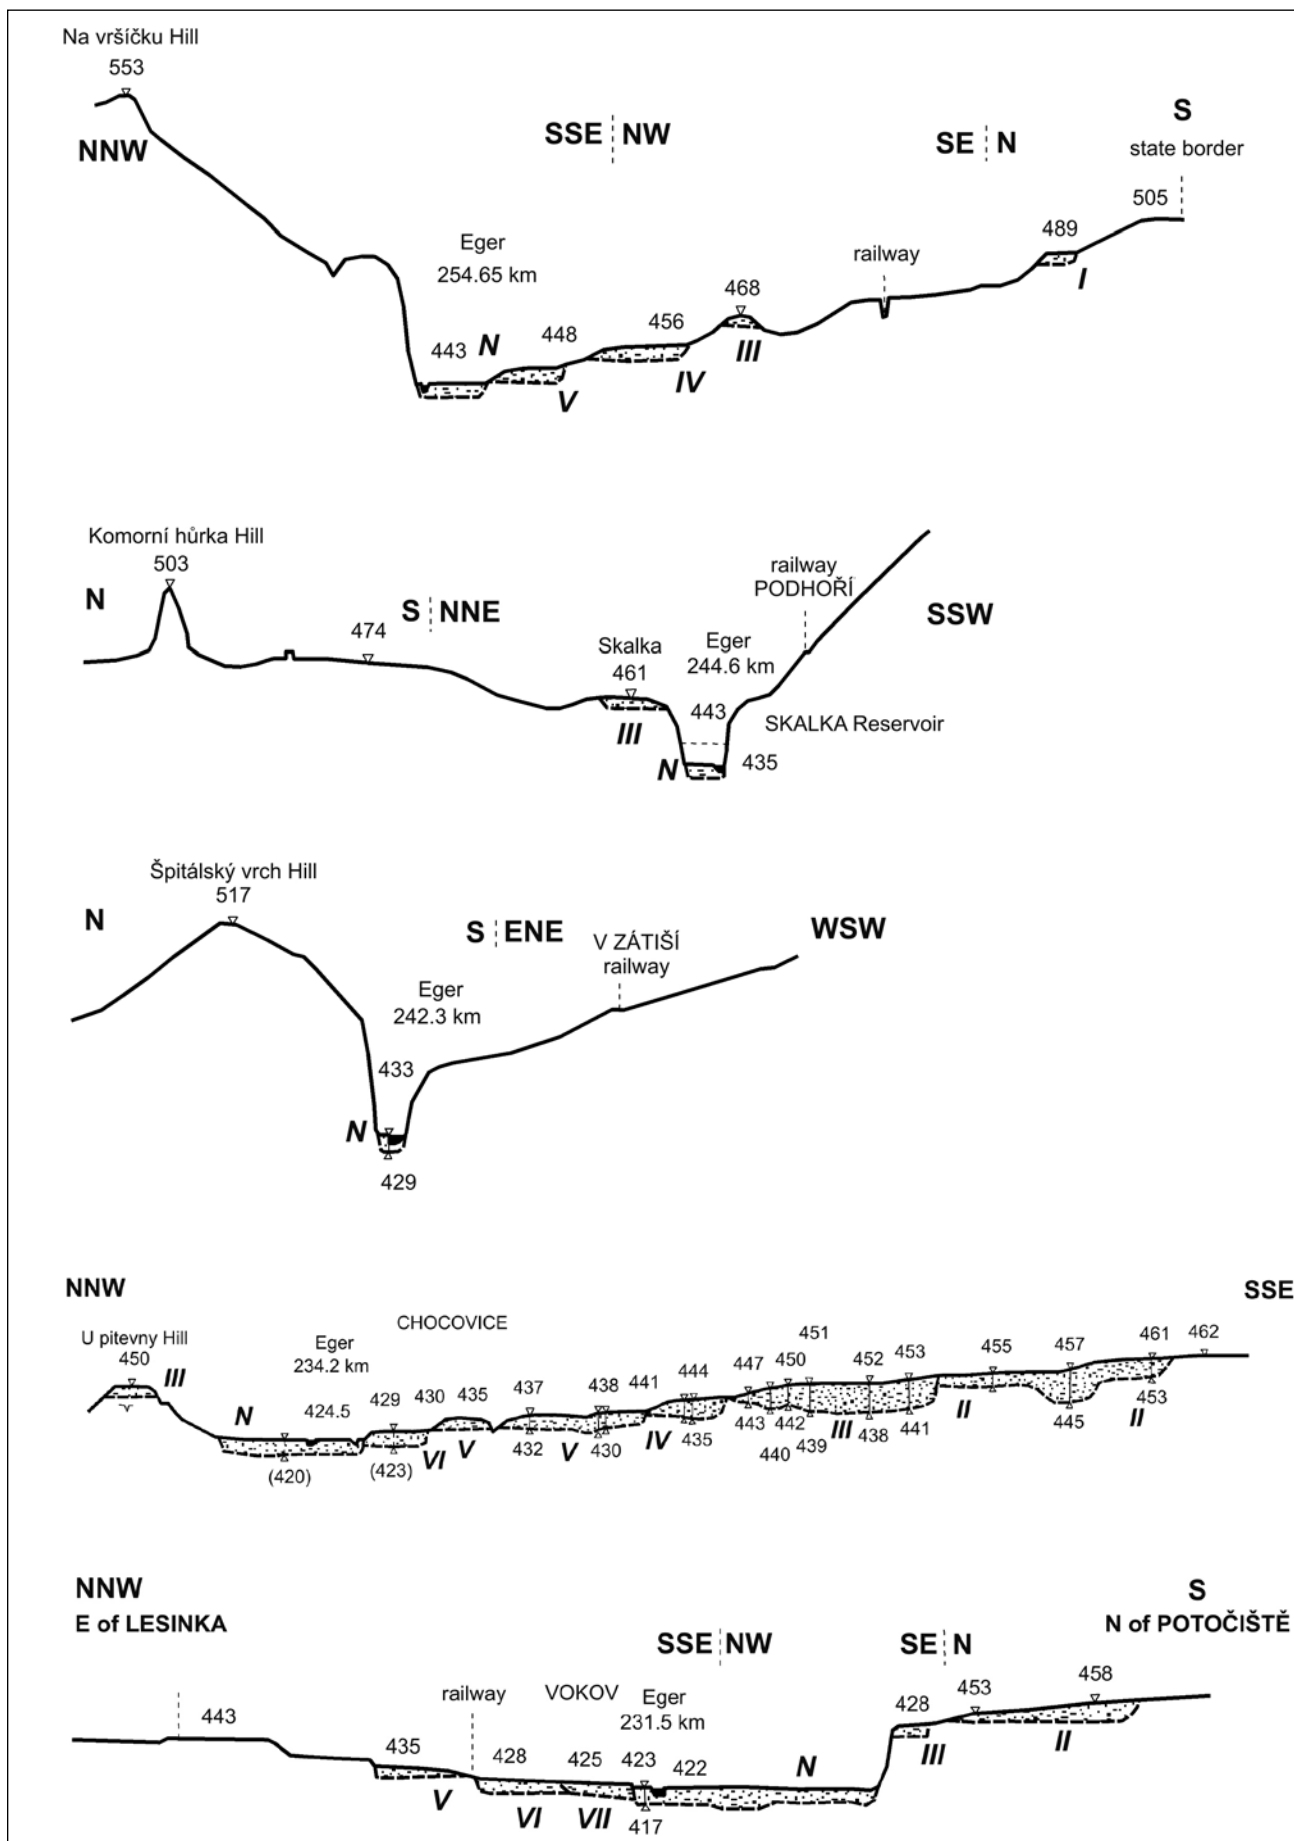 Na vršíčku Hill
553
NNW
SSE NW
SE N
S
state border
505
489
I
railway
Eger
254.65 km
468
III
456
IV
448
V
N
443
Komorní hůrka Hill
503
N
S NNE
474
Skalka
461
III
Eger
244.6 km
443
N
435
SKALKA Reservoir
railway
PODHOŘÍ
SSW
Špitálský vrch Hill
517
N
S ENE
V ZÁTIŠÍ
railway
WSW
Eger
242.3 km
433
N
429
NNW
SSE
U pitevny Hill
450
III
CHOCOVICE
Eger
234.2 km
N
424.5
429
430
435
437
438
441
444
447
450
451
452
453
455
457
461
462
(420)
(423)
VI
V
432
V
430
IV
435
443
440
442
439
III
438
441
II
445
453
II
NNW
E of LESINKA
S
N of POTOČIŠTĚ
SSE NW
SE N
443
435
V
railway
VOKOV
Eger
231.5 km
428
425
423
422
N
VI
VII
417
428
III
453
458
II